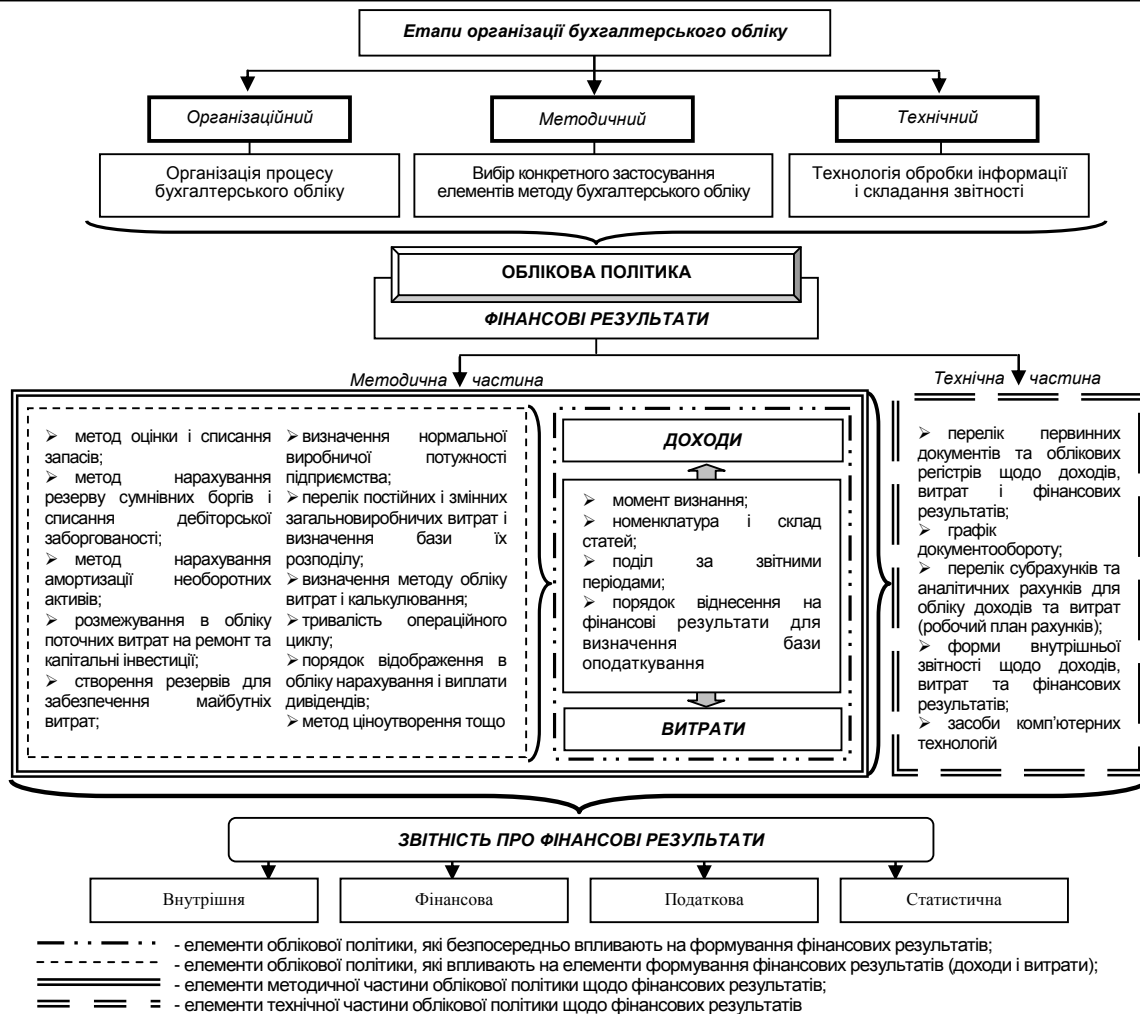 Етапи організації бухгалтерського обліку
Організаційний
Методичний
Технічний
Організація процесу
бухгалтерського обліку
Вибір конкретного застосування
елементів методу бухгалтерського обліку
Технологія обробки інформації
і складання звітності
ОБЛІКОВА ПОЛІТИКА
ФІНАНСОВІ РЕЗУЛЬТАТИ
Методична частина
Технічна частина
➢ метод оцінки і списання
запасів;
➢ метод нарахування
резерву сумнівних боргів і
списання дебіторської
заборгованості;
➢ метод нарахування
амортизації необоротних
активів;
➢ розмежування в обліку
поточних витрат на ремонт та
капітальні інвестиції;
➢ створення резервів для
забезпечення майбутніх
витрат;
➢ визначення нормальної
виробничої потужності
підприємства;
➢ перелік постійних і змінних
загальновиробничих витрат і
визначення бази їх
розподілу;
➢ визначення методу обліку
витрат і калькулювання;
➢ тривалість операційного
циклу;
➢ порядок відображення в
обліку нарахування і виплати
дивідендів;
➢ метод ціноутворення тощо
ДОХОДИ
➢ момент визнання;
➢ номенклатура і склад
статей;
➢ поділ за звітними
періодами;
➢ порядок віднесення на
фінансові результати для
визначення бази
оподаткування
ВИТРАТИ
➢ перелік первинних
документів та облікових
регістрів щодо доходів,
витрат і фінансових
результатів;
➢ графік
документообороту;
➢ перелік субрахунків та
аналітичних рахунків для
обліку доходів та витрат
(робочий план рахунків);
➢ форми внутрішньої
звітності щодо доходів,
витрат та фінансових
результатів;
➢ засоби комп’ютерних
технологій
ЗВІТНІСТЬ ПРО ФІНАНСОВІ РЕЗУЛЬТАТИ
Внутрішня
Фінансова
Податкова
Статистична
- елементи облікової політики, які безпосередньо впливають на формування фінансових результатів;
- елементи облікової політики, які впливають на елементи формування фінансових результатів (доходи і витрати);
- елементи методичної частини облікової політики щодо фінансових результатів;
- елементи технічної частини облікової політики щодо фінансових результатів